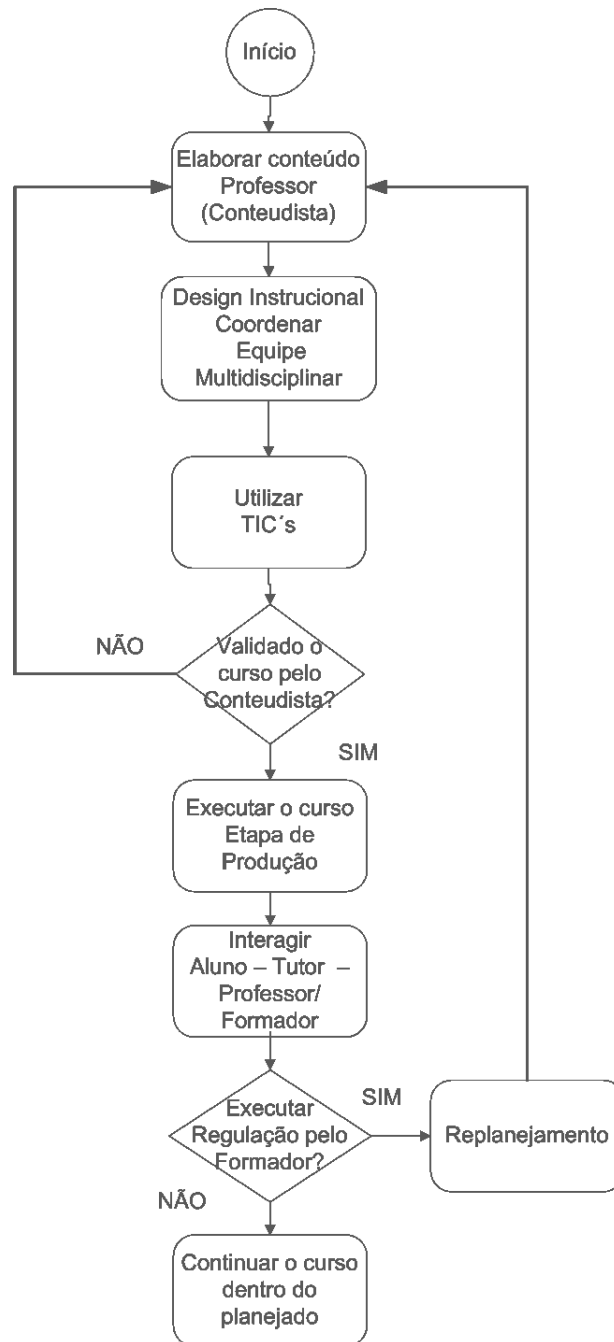 Início
Elaborar conteúdo
Professor
(Conteudista)
Design Instrucional
Coordenar
Equipe
Multidisciplinar
Utilizar
TIC´s
NÃO
Validado o
curso pelo
Conteudista?
SIM
Executar o curso
Etapa de
Produção
Interagir
Aluno – Tutor –
Professor/
Formador
Executar
Regulação pelo
Formador?
SIM
Replanejamento
NÃO
Continuar o curso
dentro do
planejado